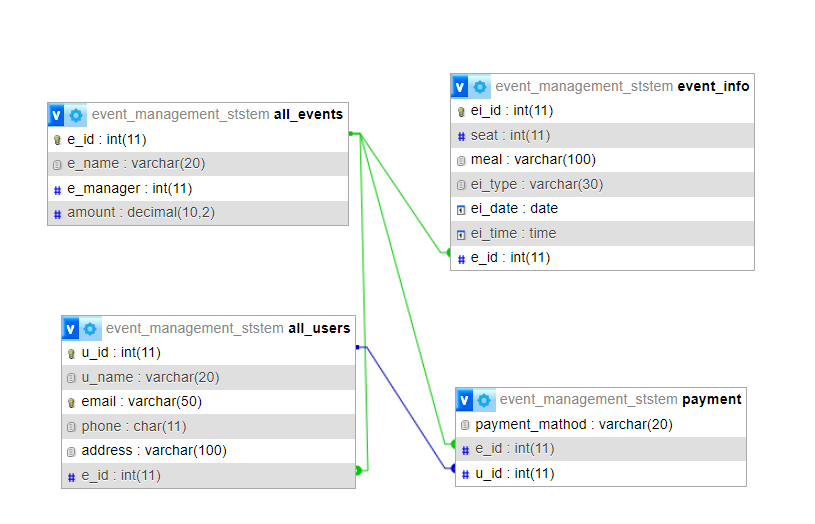 event_management_ststem all_events
e_id : int(11)
e_name : varchar(20)
e_manager : int(11)
amount : decimal(10,2)
event_management_ststem event_info
ei_id : int(11)
seat : int(11)
meal : varchar(100)
ei_type : varchar(30)
ei_date : date
ei_time : time
e_id : int(11)
event_management_ststem all_users
u_id : int(11)
u_name : varchar(20)
email : varchar(50)
phone : char(11)
address : varchar(100)
e_id : int(11)
event_management_ststem payment
payment_mathod : varchar(20)
e_id : int(11)
u_id : int(11)